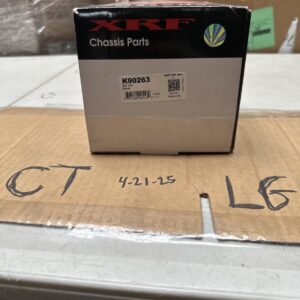 XRF
Chassis Parts
K90263
CT
4-21-25
LG